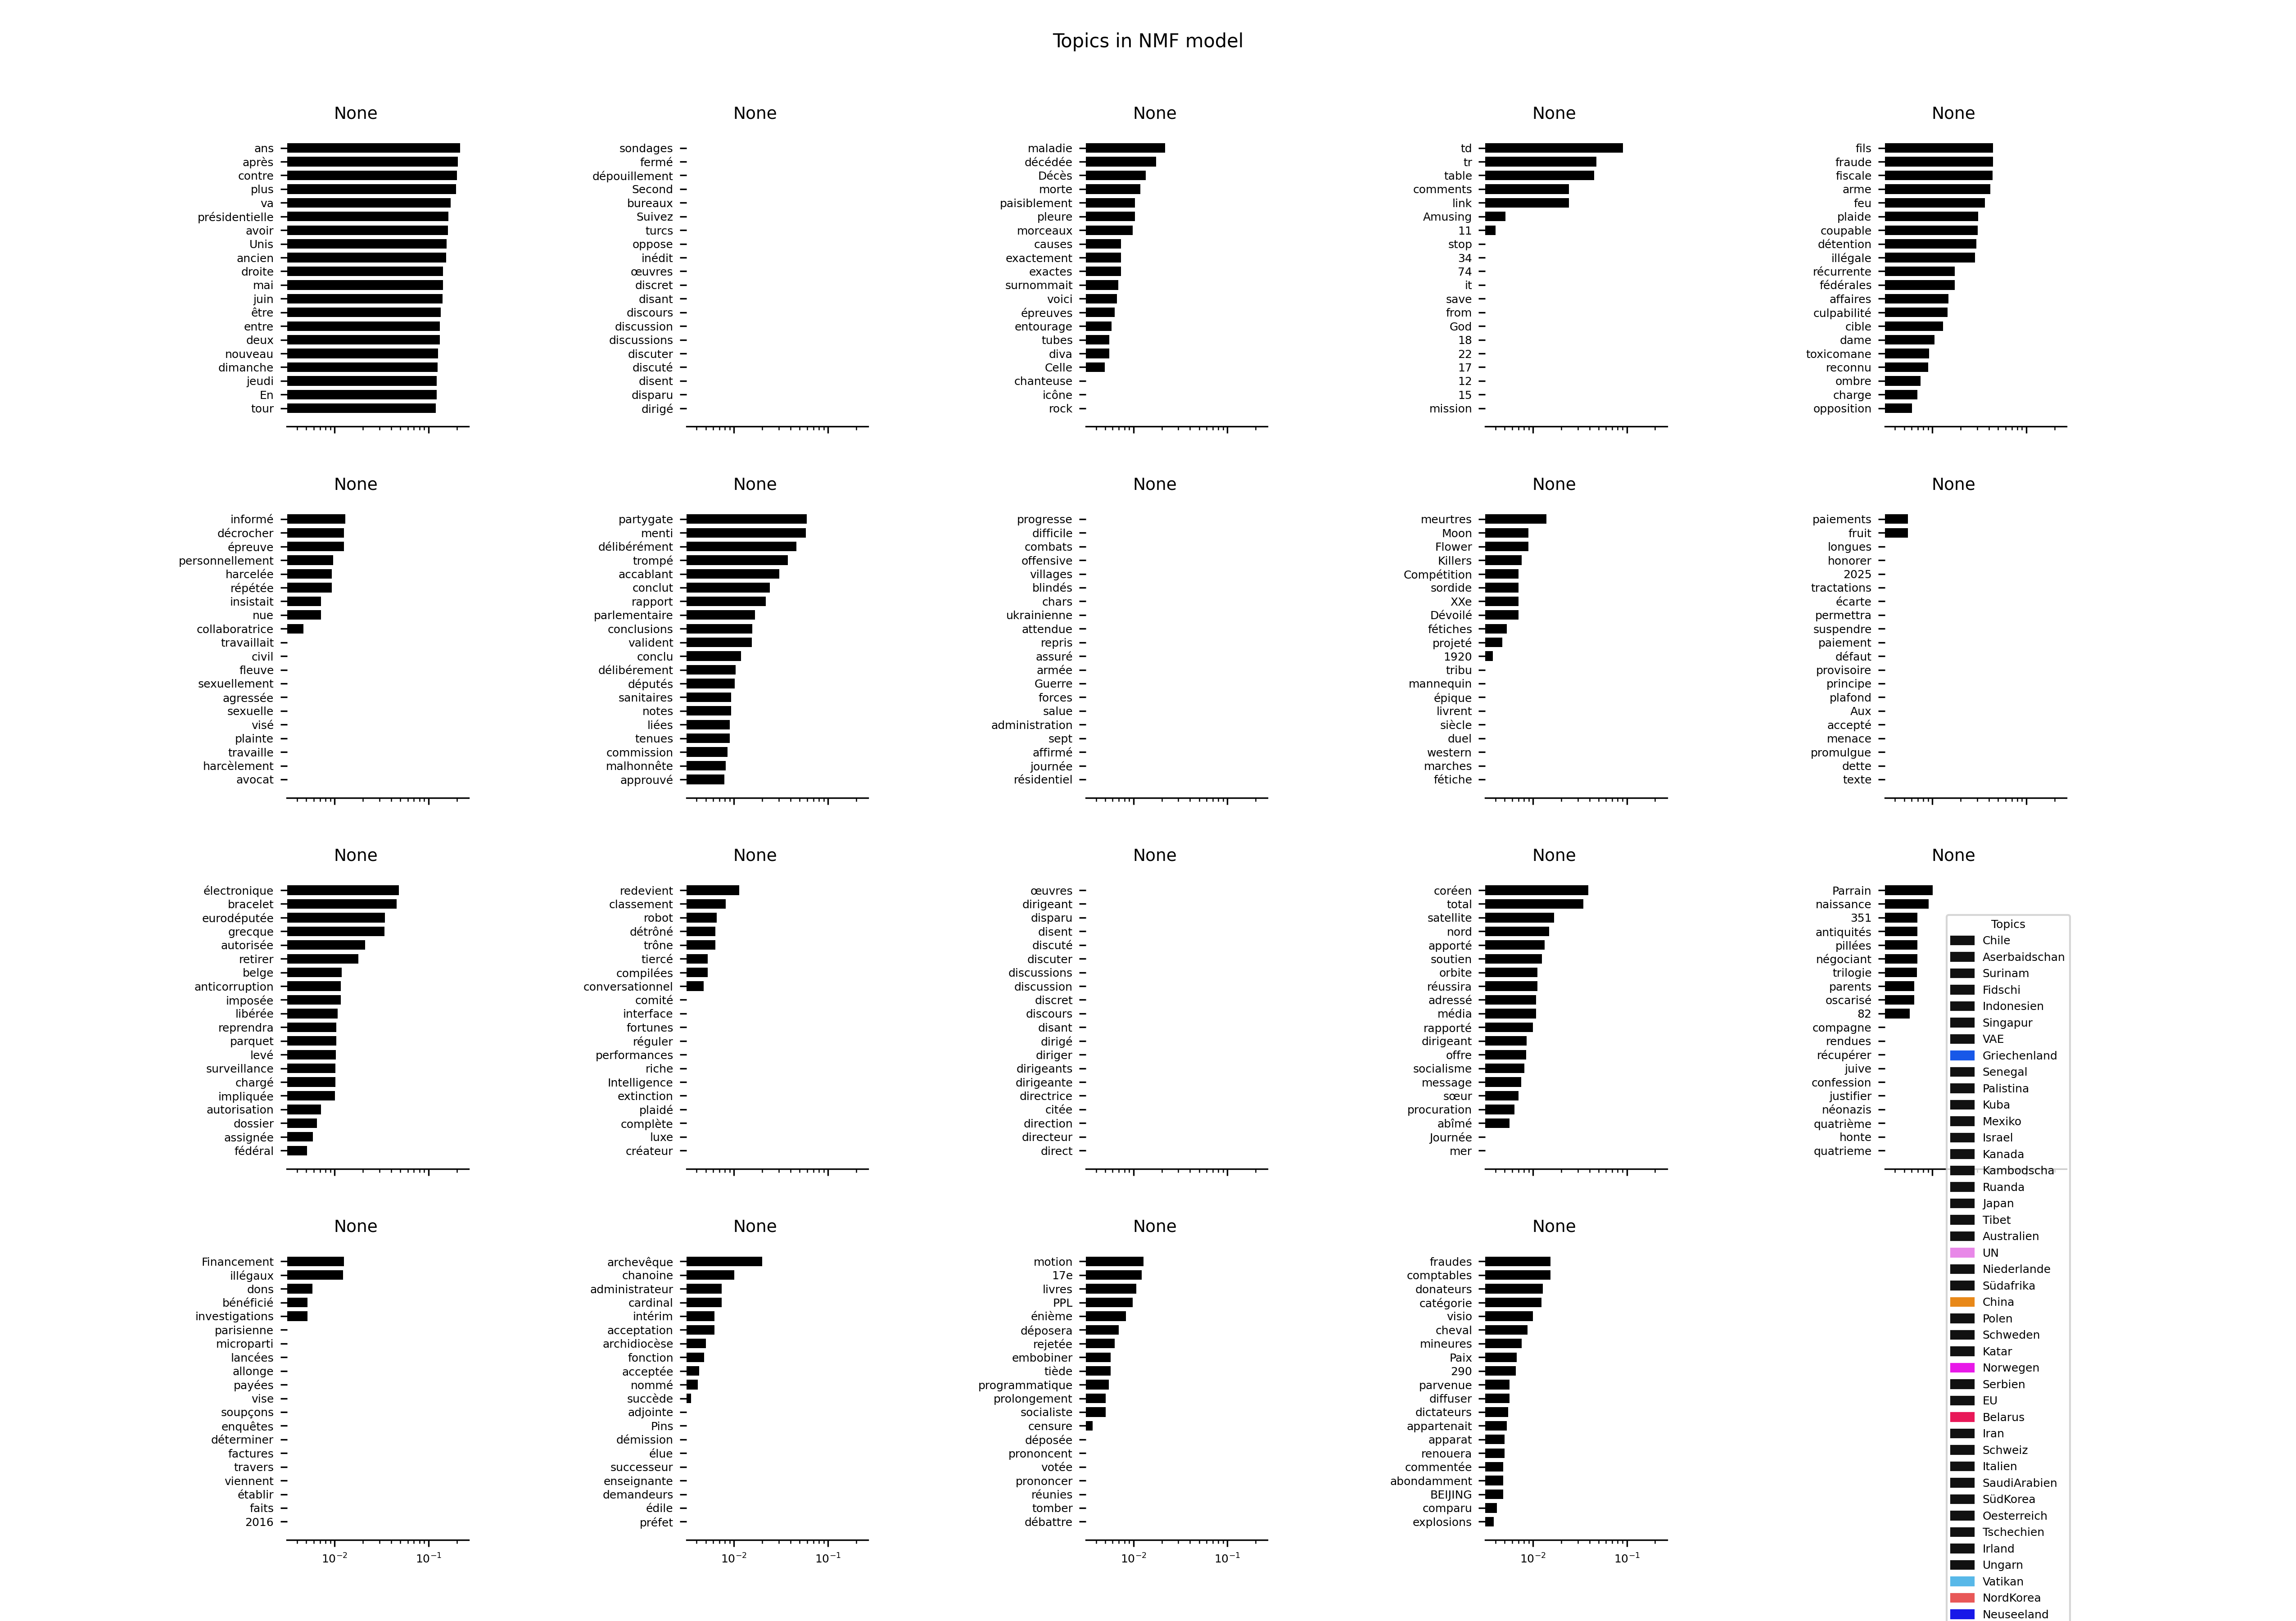 Topics in NMF model
None
ans
après
contre
plus
va
présidentielle
avoir
Unis
ancien
droite
mai
juin
être
entre
deux
nouveau
dimanche
jeudi
En
tour
None
sondages
fermé
dépouillement
Second
bureaux
Suivez
turcs
oppose
inédit
œuvres
discret
disant
discours
discussion
discussions
discuter
discuté
disent
disparu
dirigé
None
maladie
décédée
Décès
morte
paisiblement
pleure
morceaux
causes
exactement
exactes
surnommait
voici
épreuves
entourage
tubes
diva
Celle
chanteuse
icône
rock
None
td
tr
table
comments
link
Amusing
11
stop
34
74
it
save
from
God
18
22
17
12
15
mission
None
fils
fraude
fiscale
arme
feu
plaide
coupable
détention
illégale
récurrente
fédérales
affaires
culpabilité
cible
dame
toxicomane
reconnu
ombre
charge
opposition
None
informé
décrocher
épreuve
personnellement
harcelée
répétée
insistait
nue
collaboratrice
travaillait
civil
fleuve
sexuellement
agressée
sexuelle
visé
plainte
travaille
harcèlement
avocat
None
partygate
menti
délibérément
trompé
accablant
conclut
rapport
parlementaire
conclusions
valident
conclu
délibérement
députés
sanitaires
notes
liées
tenues
commission
malhonnête
approuvé
None
progresse
difficile
combats
offensive
villages
blindés
chars
ukrainienne
attendue
repris
assuré
armée
Guerre
forces
salue
administration
sept
affirmé
journée
résidentiel
None
meurtres
Moon
Flower
Killers
Compétition
sordide
XXe
Dévoilé
fétiches
projeté
1920
tribu
mannequin
épique
livrent
siècle
duel
western
marches
fétiche
None
paiements
fruit
longues
honorer
2025
tractations
écarte
permettra
suspendre
paiement
défaut
provisoire
principe
plafond
Aux
accepté
menace
promulgue
dette
texte
None
électronique
bracelet
eurodéputée
grecque
autorisée
retirer
belge
anticorruption
imposée
libérée
reprendra
parquet
levé
surveillance
chargé
impliquée
autorisation
dossier
assignée
fédéral
None
redevient
classement
robot
détrôné
trône
tiercé
compilées
conversationnel
comité
interface
fortunes
réguler
performances
riche
Intelligence
extinction
plaidé
complète
luxe
créateur
None
œuvres
dirigeant
disparu
disent
discuté
discuter
discussions
discussion
discret
discours
disant
dirigé
diriger
dirigeants
dirigeante
directrice
citée
direction
directeur
direct
None
coréen
total
satellite
nord
apporté
soutien
orbite
réussira
adressé
média
rapporté
dirigeant
offre
socialisme
message
sœur
procuration
abîmé
Journée
mer
None
Parrain
naissance
351
antiquités
pillées
négociant
trilogie
parents
oscarisé
82
compagne
rendues
récupérer
juive
confession
justifier
néonazis
quatrième
honte
quatrieme
None
Financement
illégaux
dons
bénéficié
investigations
parisienne
microparti
lancées
allonge
payées
vise
soupçons
enquêtes
déterminer
factures
travers
viennent
établir
faits
2016
10⁻² 10⁻¹
None
archevêque
chanoine
administrateur
cardinal
intérim
acceptation
archidiocèse
fonction
acceptée
nommé
succède
adjointe
Pins
démission
élue
successeur
enseignante
demandeurs
édile
préfet
10⁻² 10⁻¹
None
motion
17e
livres
PPL
énième
déposera
rejetée
embobiner
tiède
programmatique
prolongement
socialiste
censure
déposée
prononcent
votée
prononcer
réunies
tomber
débattre
10⁻² 10⁻¹
None
fraudes
comptables
donateurs
catégorie
visio
cheval
mineures
Paix
290
parvenue
diffuser
dictateurs
appartenait
apparat
renouera
commentée
abondamment
BEIJING
comparu
explosions
10⁻² 10⁻¹
Topics
Chile
Aserbaidschan
Surinam
Fidschi
Indonesien
Singapur
VAE
Griechenland
Senegal
Palistina
Kuba
Mexiko
Israel
Kanada
Kambodscha
Ruanda
Japan
Tibet
Australien
UN
Niederlande
Südafrika
China
Polen
Schweden
Katar
Norwegen
Serbien
EU
Belarus
Iran
Schweiz
Italien
SaudiArabien
SüdKorea
Oesterreich
Tschechien
Irland
Ungarn
Vatikan
NordKorea
Neuseeland